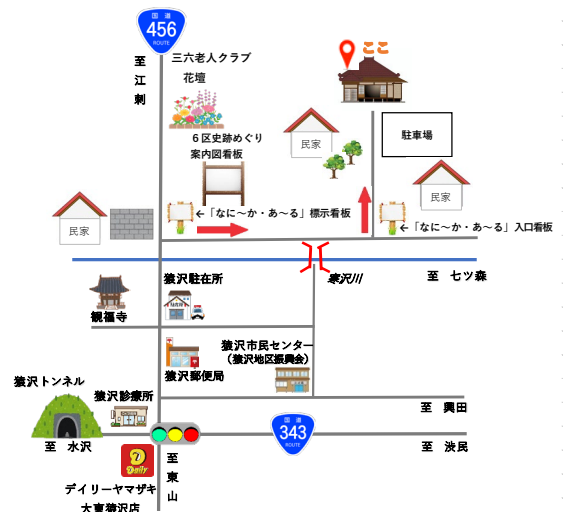 国道
456
ROUTE
至江刺
三六老人クラブ
花壇
ここ
駐車場
民家
６区史跡めぐり
案内図看板
民家
民家
←「なに～か・あ～る」標示看板
←「なに～か・あ～る」入口看板
寒沢川
至 七ツ森
猿沢駐在所
観福寺
猿沢市民センター
（猿沢地区振興会）
猿沢郵便局
猿沢トンネル
猿沢診療所
至 興田
国道
343
ROUTE
至 水沢
至 渋民
至東山
Daily
デイリーヤマザキ
大東猿沢店